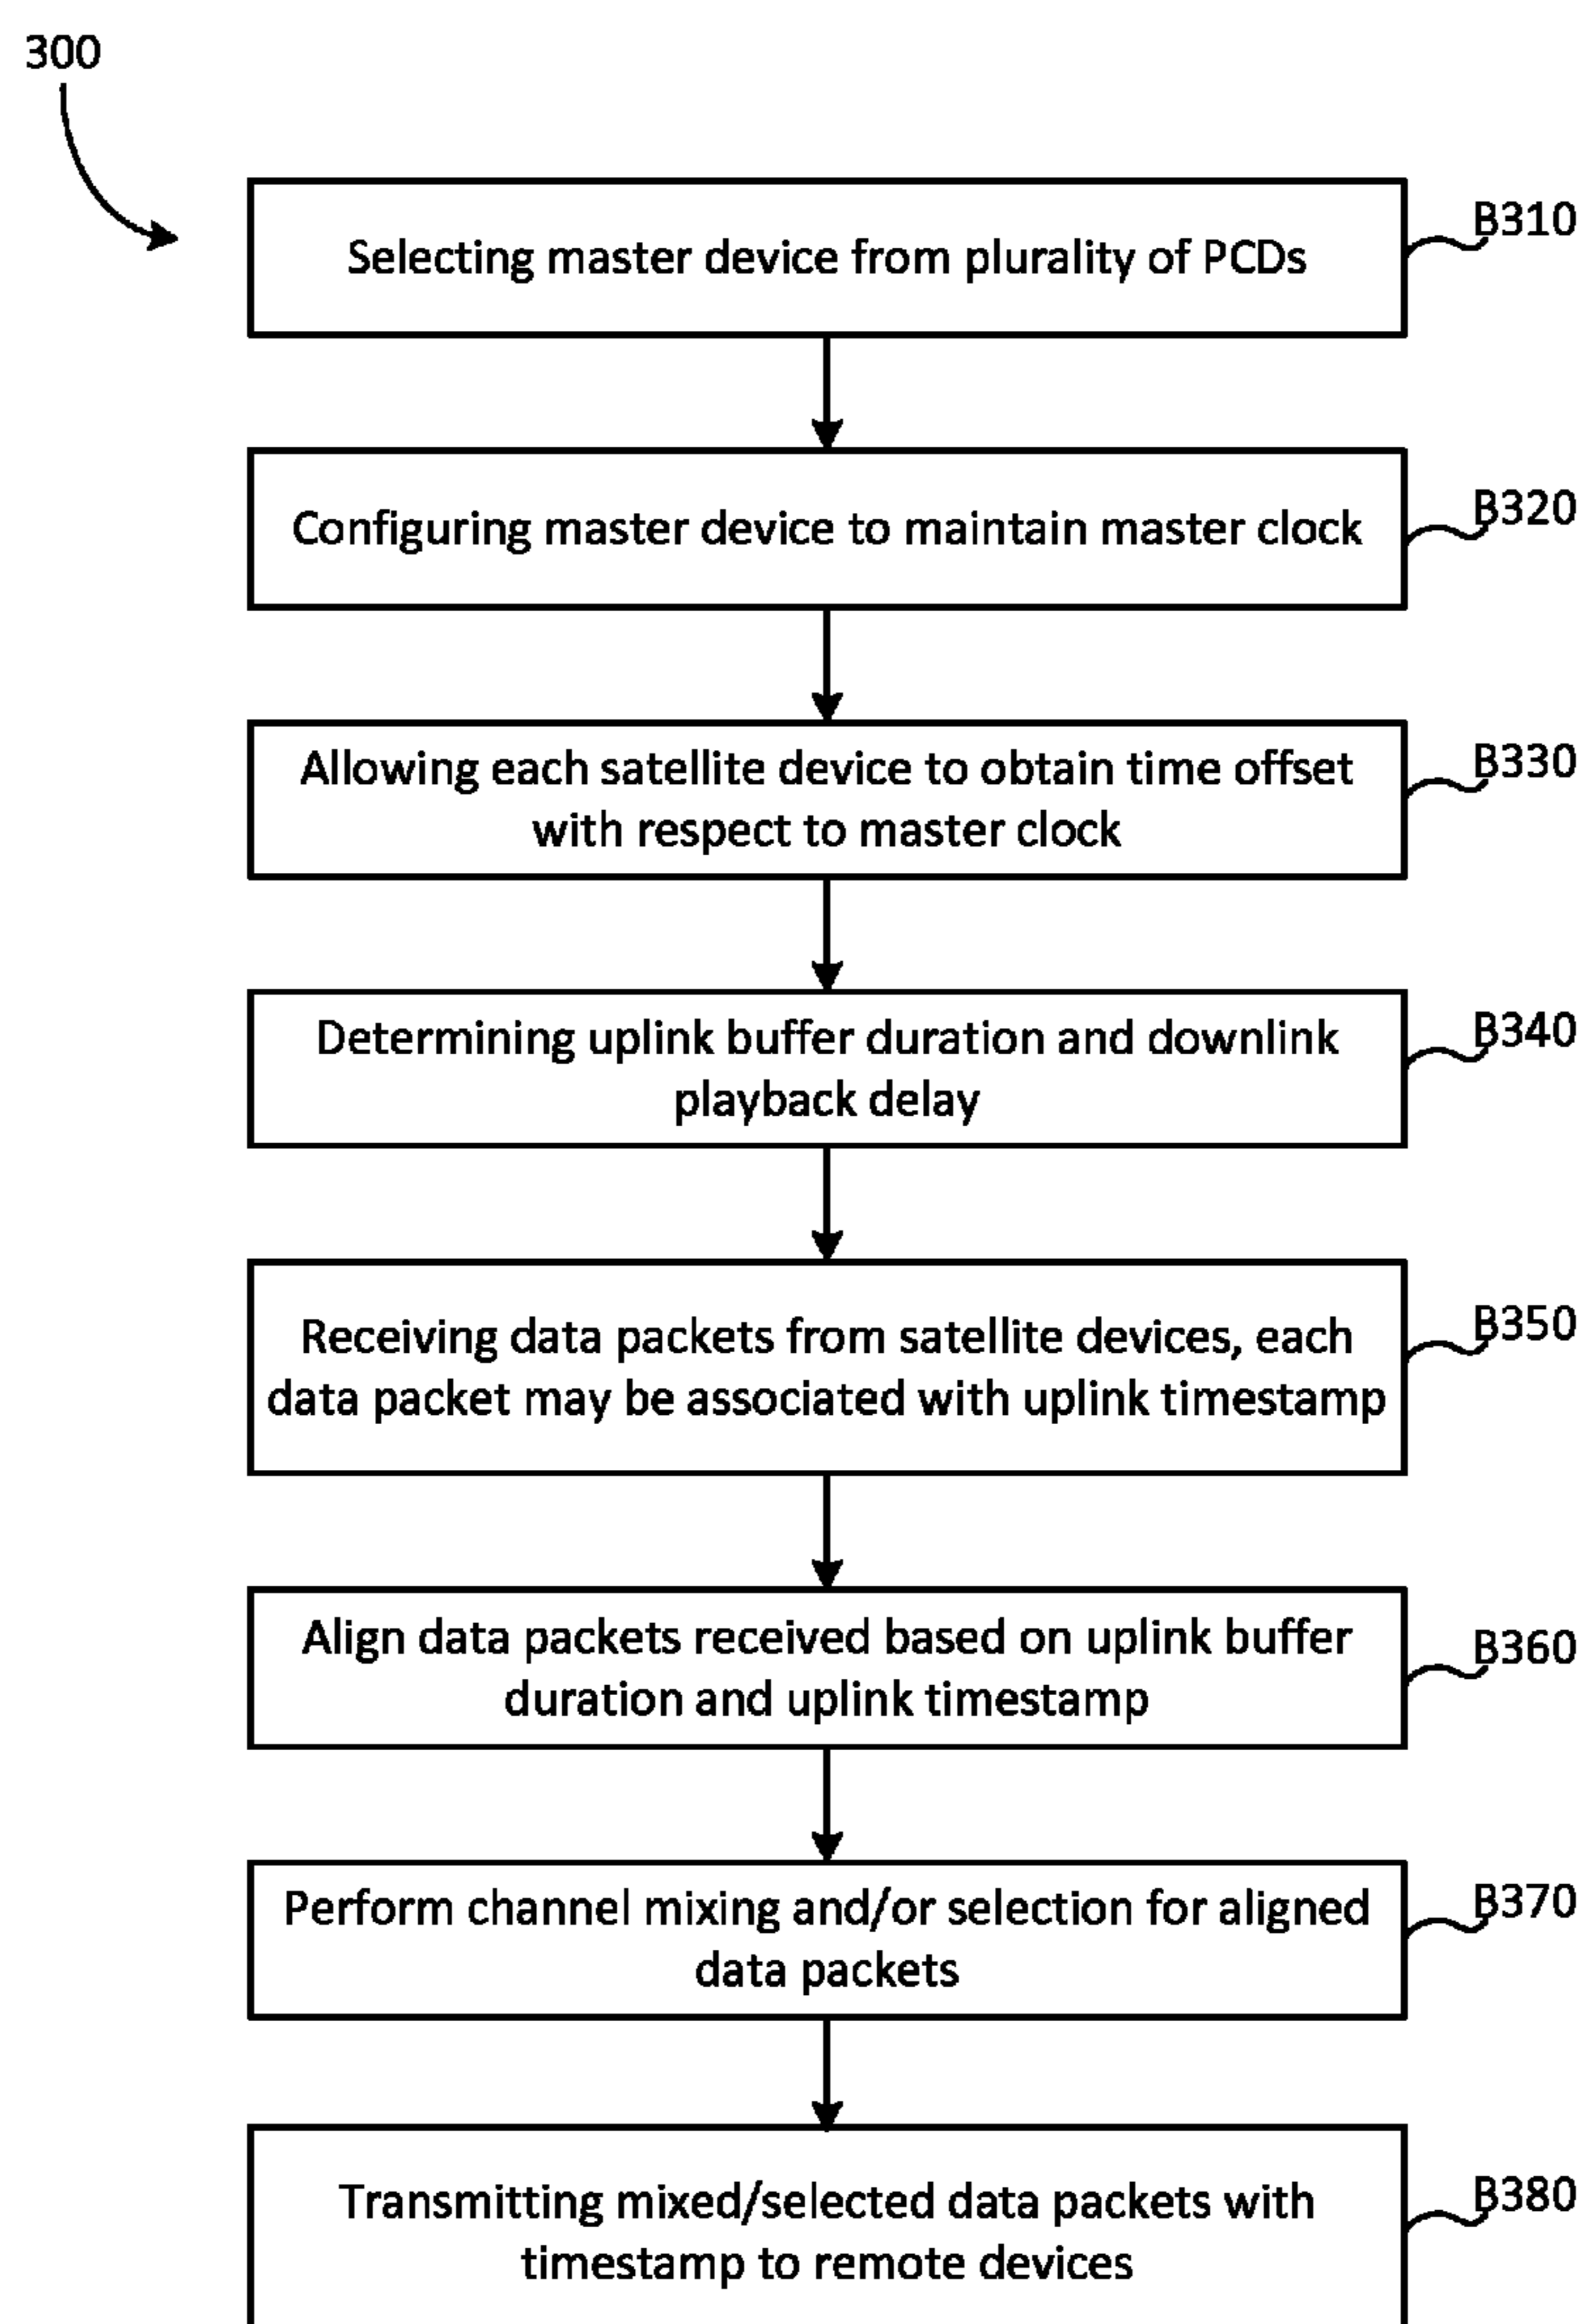 300
Selecting master device from plurality of PCDs
B310
Configuring master device to maintain master clock
B320
Allowing each satellite device to obtain time offset
with respect to master clock
B330
Determining uplink buffer duration and downlink
playback delay
B340
Receiving data packets from satellite devices, each
data packet may be associated with uplink timestamp
B350
Align data packets received based on uplink buffer
duration and uplink timestamp
B360
Perform channel mixing and/or selection for aligned
data packets
B370
Transmitting mixed/selected data packets with
timestamp to remote devices
B380